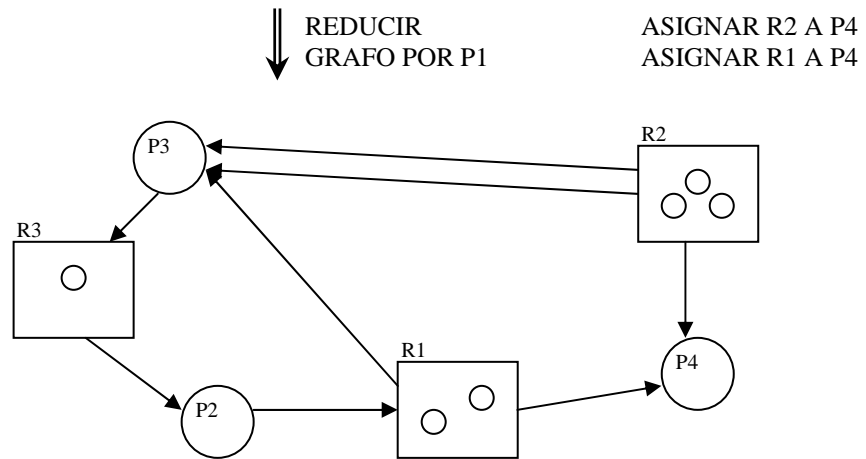 REDUCIR
GRAFO POR P1
ASIGNAR R2 A P4
ASIGNAR R1 A P4
P3
R2
R3
R1
P4
P2